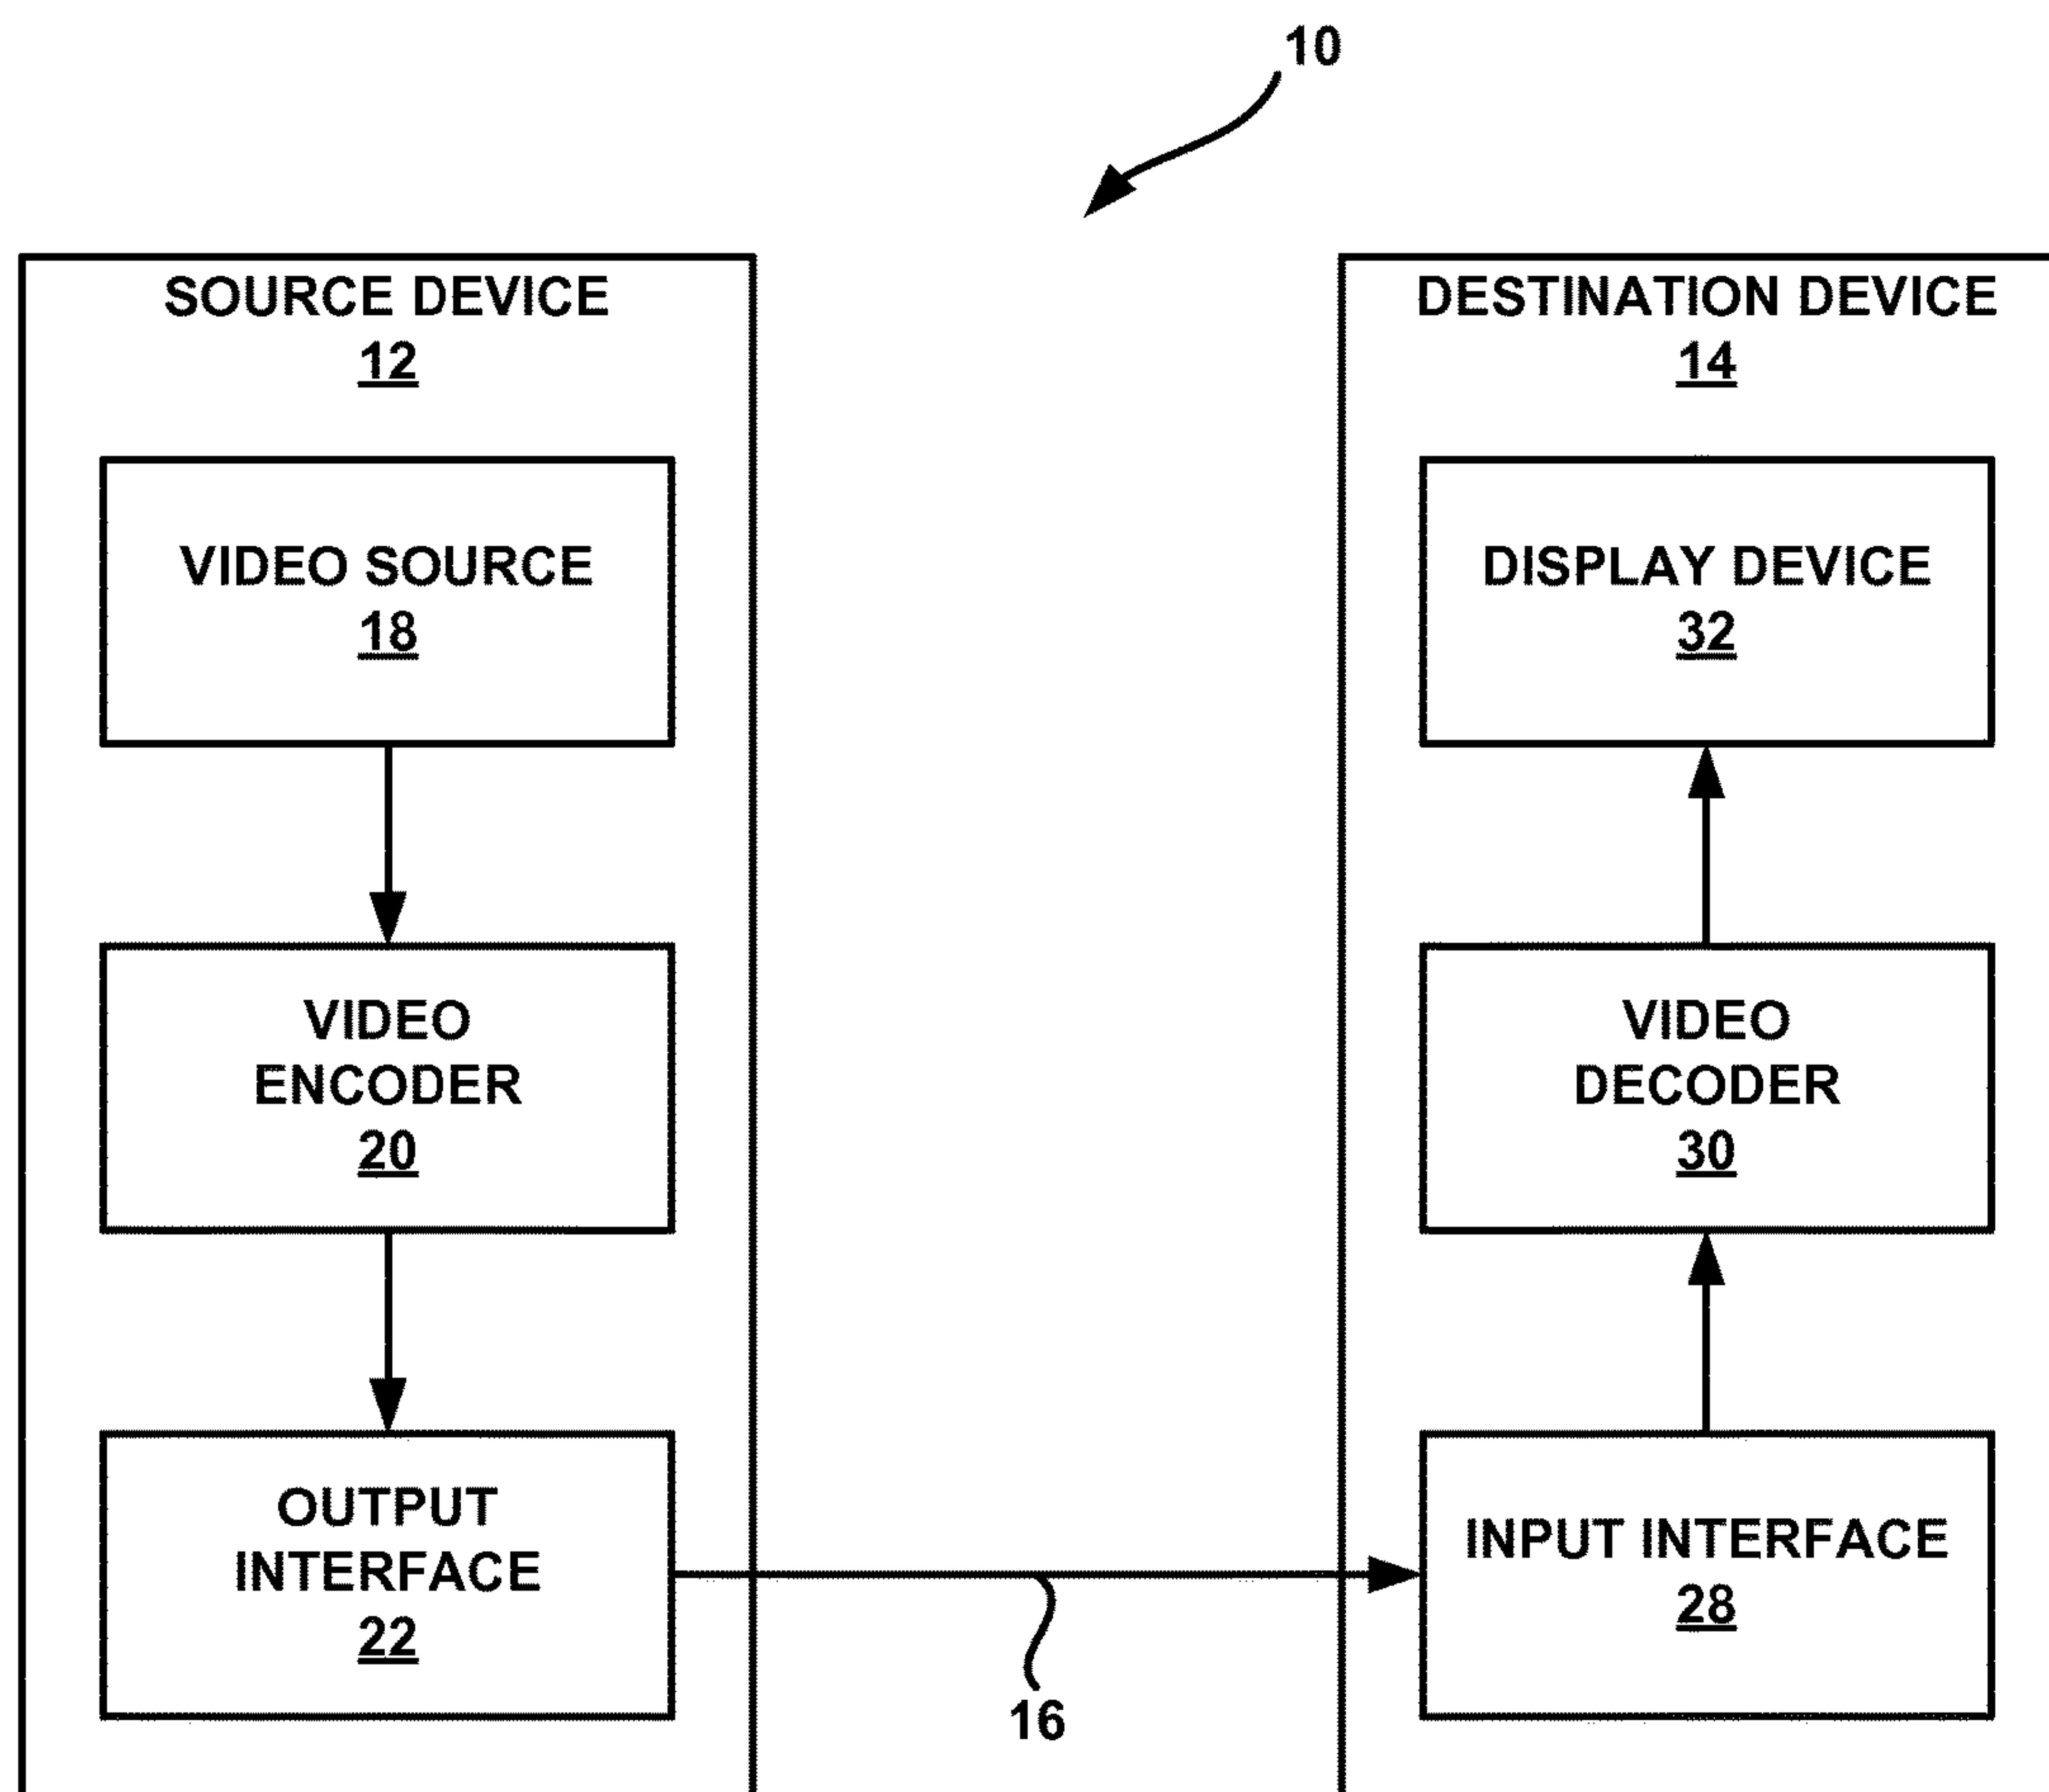 10
SOURCE DEVICE
12
VIDEO SOURCE
18
VIDEO
ENCODER
20
OUTPUT
INTERFACE
22
16
DESTINATION DEVICE
14
DISPLAY DEVICE
32
VIDEO
DECODER
30
INPUT INTERFACE
28